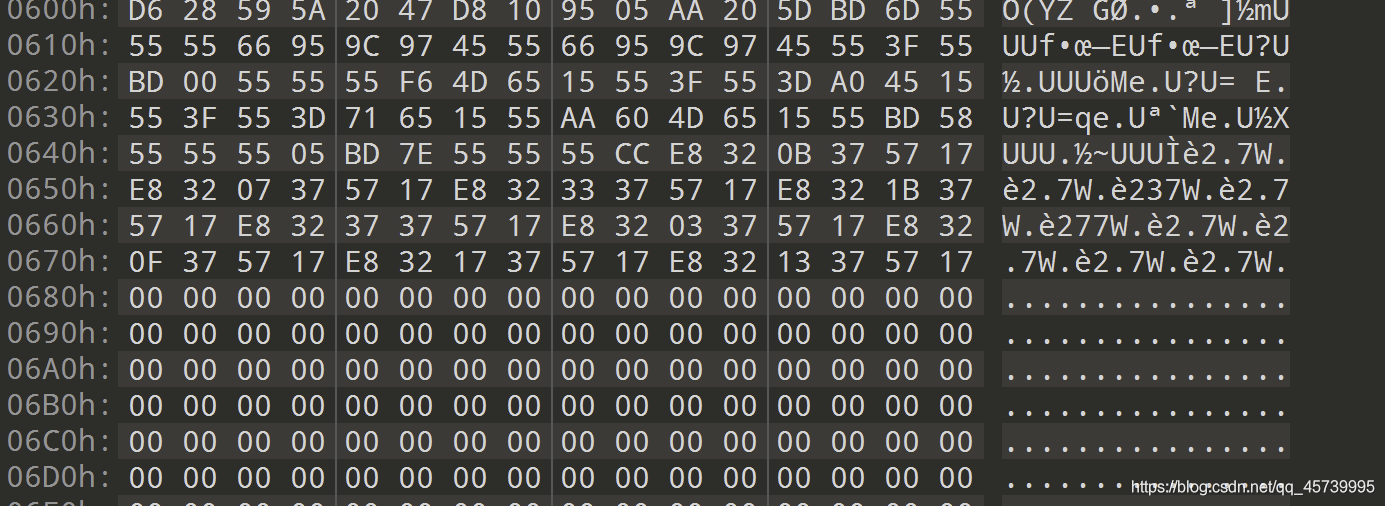 0600h: D6 28 59 5A 20 47 D8 10 95 05 AA 20 5D BD 6D 55 Ö(YZ GØ.•.ª ]½mU
0610h: 55 55 66 95 9C 97 45 55 66 95 9C 97 45 55 3F 55 UUf•œ—EUf•œ—EU?U
0620h: BD 00 55 55 55 F6 4D 65 15 55 3F 55 3D A0 45 15 ½.UUUöMe.U?U= E.
0630h: 55 3F 55 3D 71 65 15 55 AA 60 4D 65 15 55 BD 58 U?U=qe.Uª`Me.U½X
0640h: 55 55 55 05 BD 7E 55 55 55 CC E8 32 0B 37 57 17 UUU.½~UUUÌè2.7W.
0650h: E8 32 07 37 57 17 E8 32 33 37 57 17 E8 32 1B 37 è2.7W.è237W.è2.7
0660h: 57 17 E8 32 37 37 57 17 E8 32 03 37 57 17 E8 32 W.è277W.è2.7W.è2
0670h: 0F 37 57 17 E8 32 17 37 57 17 E8 32 13 37 57 17 .7W.è2.7W.è2.7W.
0680h: 00 00 00 00 00 00 00 00 00 00 00 00 00 00 00 00 ................
0690h: 00 00 00 00 00 00 00 00 00 00 00 00 00 00 00 00 ................
06A0h: 00 00 00 00 00 00 00 00 00 00 00 00 00 00 00 00 ................
06B0h: 00 00 00 00 00 00 00 00 00 00 00 00 00 00 00 00 ................
06C0h: 00 00 00 00 00 00 00 00 00 00 00 00 00 00 00 00 ................
06D0h: 00 00 00 00 00 00 00 00 00 00 00 00 00 00 00 00 ................
https://blog.csdn.net/qq_45739995